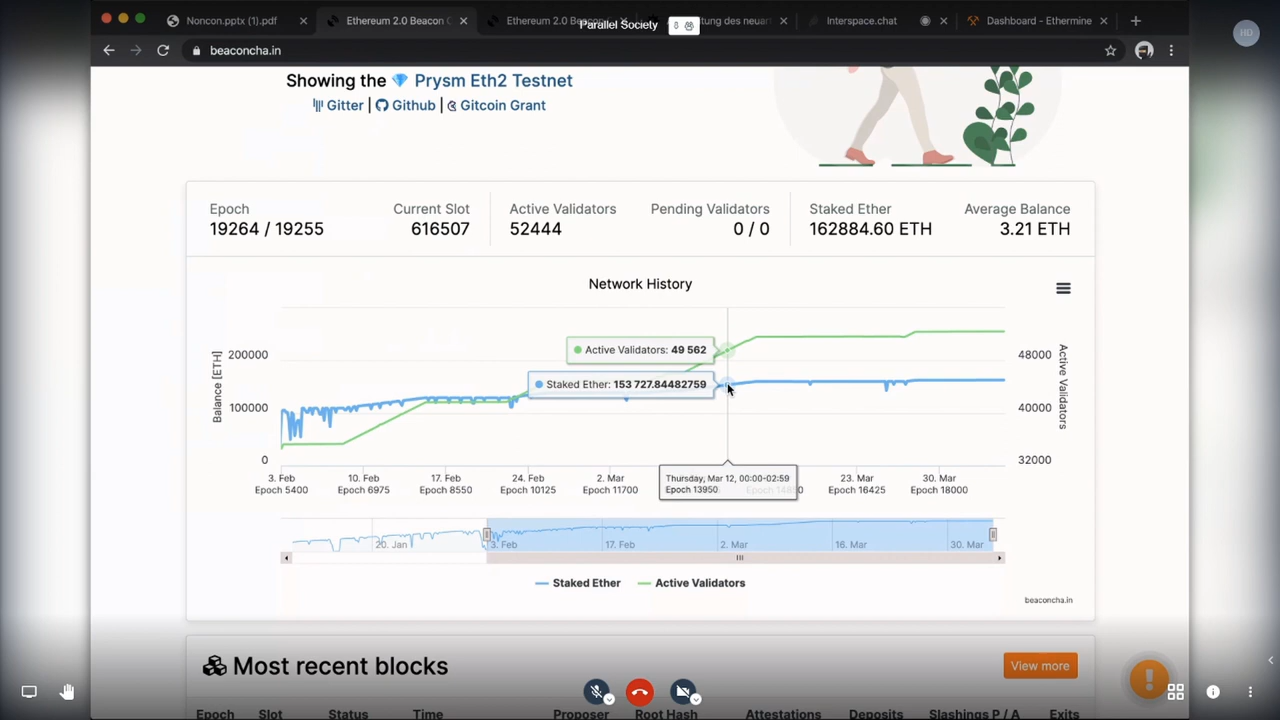 Noncon.pptx (1).pdf
Ethereum 2.0 Beacon C
Ethereum 2.0 Beacon
Parallel Society
8
tung des neuar
Interspace.chat
Dashboard - Ethermine
HD
beaconcha.in
Showing the Prysm Eth2 Testnet
Gitter | Github | Gitcoin Grant
Epoch
19264 / 19255
Current Slot
616507
Active Validators
52444
Pending Validators
0 / 0
Staked Ether
162884.60 ETH
Average Balance
3.21 ETH
Network History
Active Validators: 49 562
Staked Ether: 153 727.84482759
Balance [ETH]
200000
100000
0
48000
40000
32000
Active Validators
3. Feb
Epoch 5400
10. Feb
Epoch 6975
17. Feb
Epoch 8550
24. Feb
Epoch 10125
2. Mar
Epoch 11700
Thursday, Mar 12, 00:00-02:59
Epoch 13950
23. Mar
Epoch 16425
30. Mar
Epoch 18000
20. Jan
3. Feb
17. Feb
2. Mar
16. Mar
30. Mar
Staked Ether
Active Validators
beaconcha.in
Most recent blocks
View more
Epoch Slot Status Time Proposer Root Hash Attestations Deposits Slashings P / A Exits